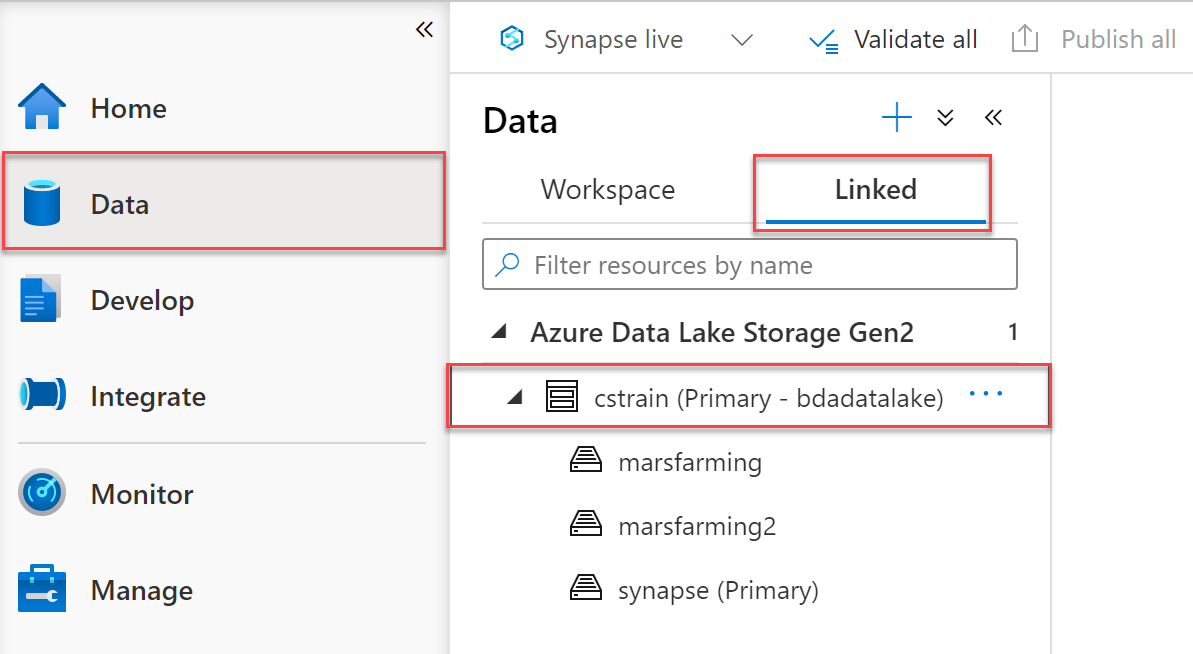 Home
Data
Develop
Integrate
Monitor
Manage
Synapse live
Validate all
Publish all
Data
Workspace
Linked
Filter resources by name
Azure Data Lake Storage Gen2 1
cstrain (Primary - bdadatalake) ...
marsfarming
marsfarming2
synapse (Primary)